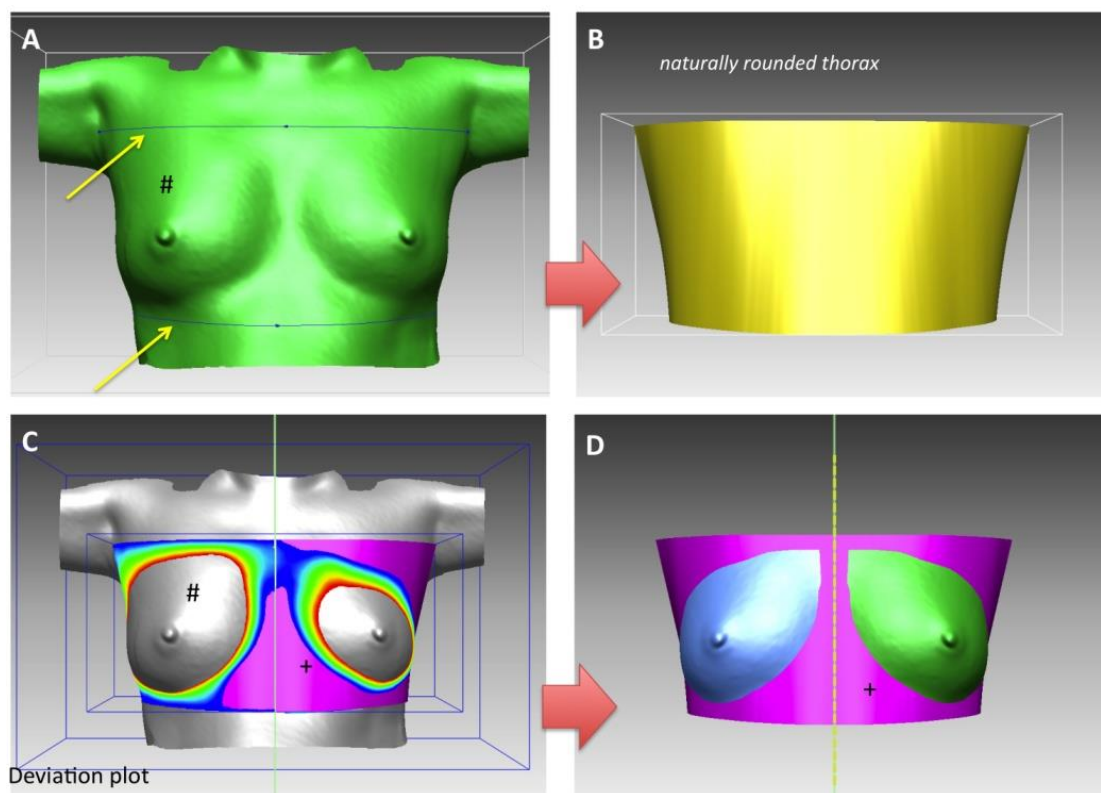 A
#
B
naturally rounded thorax
C
#
+
Deviation plot
D
+